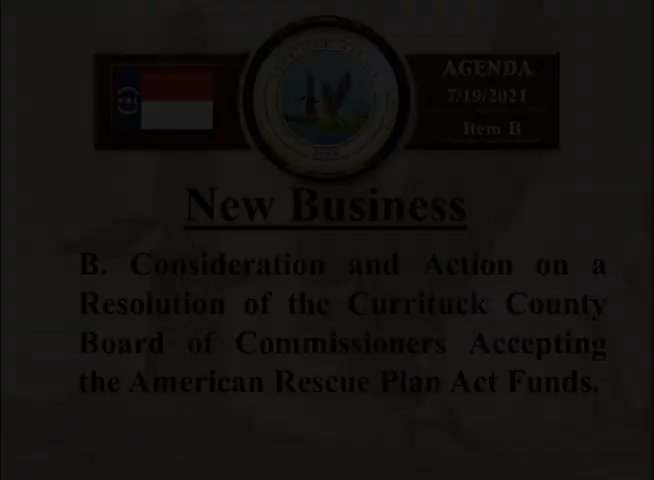 AGENDA
7/19/2021
Item B
New Business
B. Consideration and Action on a
Resolution of the Currituck County
Board of Commissioners Accepting
the American Rescue Plan Act Funds.